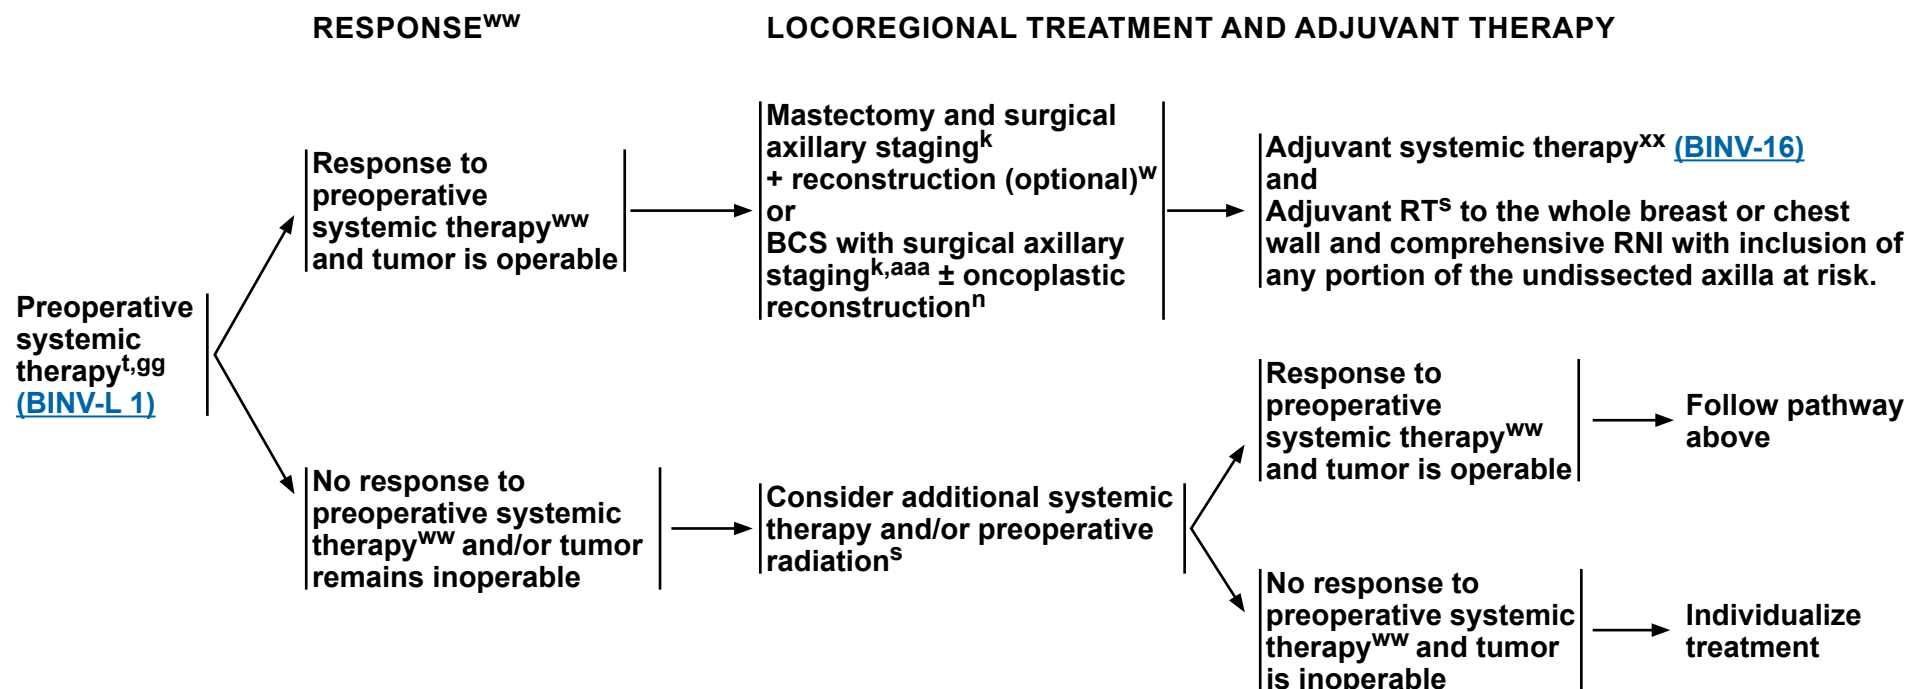 RESPONSEww
LOCOREGIONAL TREATMENT AND ADJUVANT THERAPY
Preoperative
systemic
therapyt,gg
(BINV-L 1)
Response to
preoperative
systemic therapyww
and tumor is operable
Mastectomy and surgical
axillary stagingk
+ reconstruction (optional)w
or
BCS with surgical axillary
stagingk,aaa ± oncoplastic
reconstructionn
Adjuvant systemic therapyxx (BINV-16)
and
Adjuvant RTs to the whole breast or chest
wall and comprehensive RNI with inclusion of
any portion of the undissected axilla at risk.
No response to
preoperative systemic
therapyww and/or tumor
remains inoperable
Consider additional systemic
therapy and/or preoperative
radiations
Response to
preoperative
systemic therapyww
and tumor is operable
Follow pathway
above
No response to
preoperative systemic
therapyww and tumor
is inoperable
Individualize
treatment